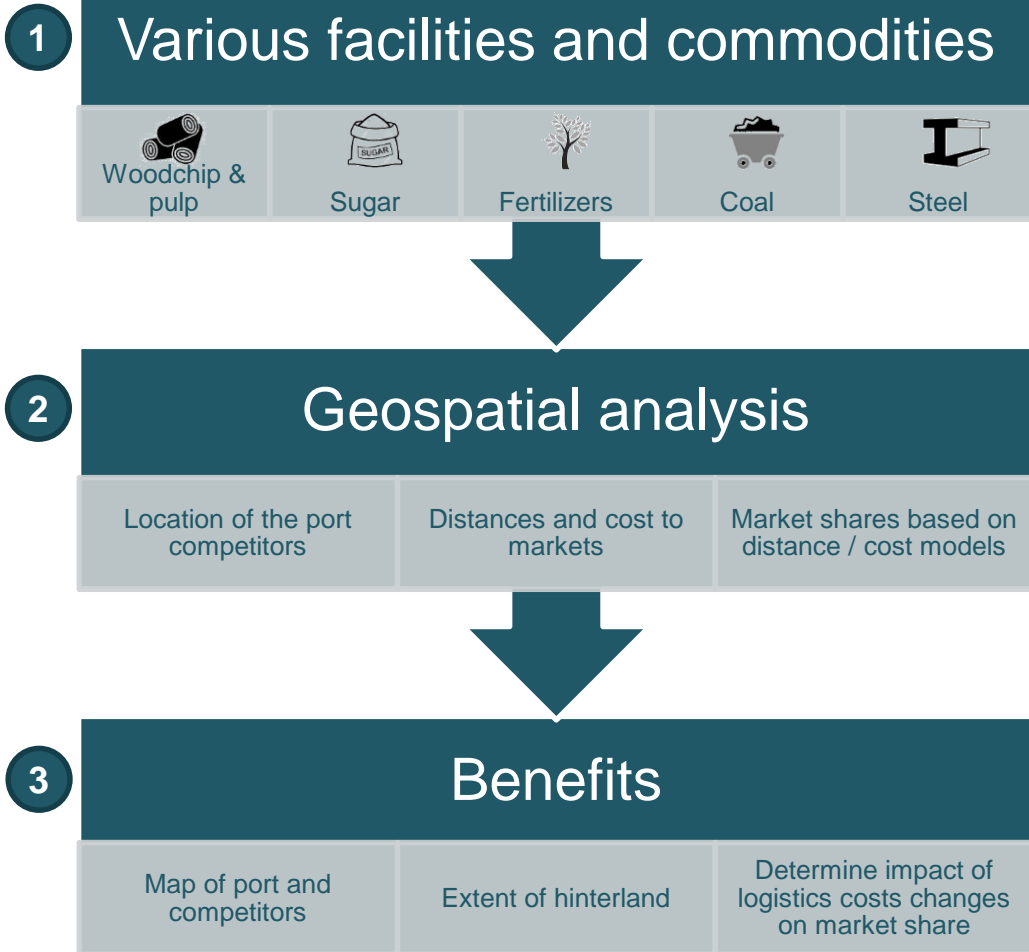 1
Various facilities and commodities
Woodchip &
pulp
SUGAR
Sugar
Fertilizers
Coal
Steel
2
Geospatial analysis
Location of the port
competitors
Distances and cost to
markets
Market shares based on
distance / cost models
3
Benefits
Map of port and
competitors
Extent of hinterland
Determine impact of
logistics costs changes
on market share